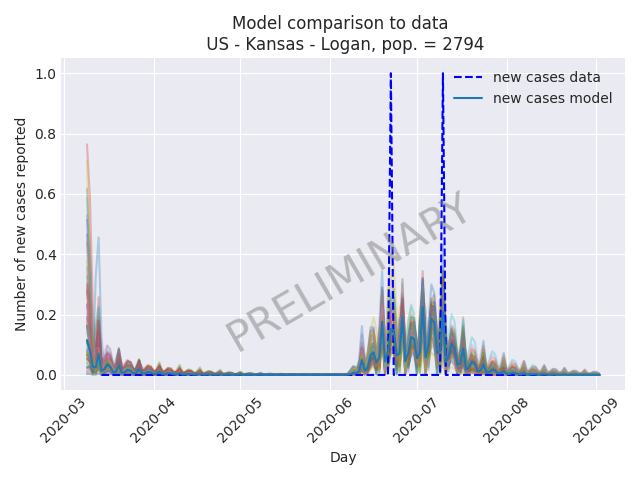 Model comparison to data
US - Kansas - Logan, pop. = 2794
new cases data
new cases model
1.0
0.8
0.6
0.4
0.2
0.0
Number of new cases reported
PRELIMINARY
2020-03
2020-04
2020-05
2020-06
2020-07
2020-08
2020-09
Day